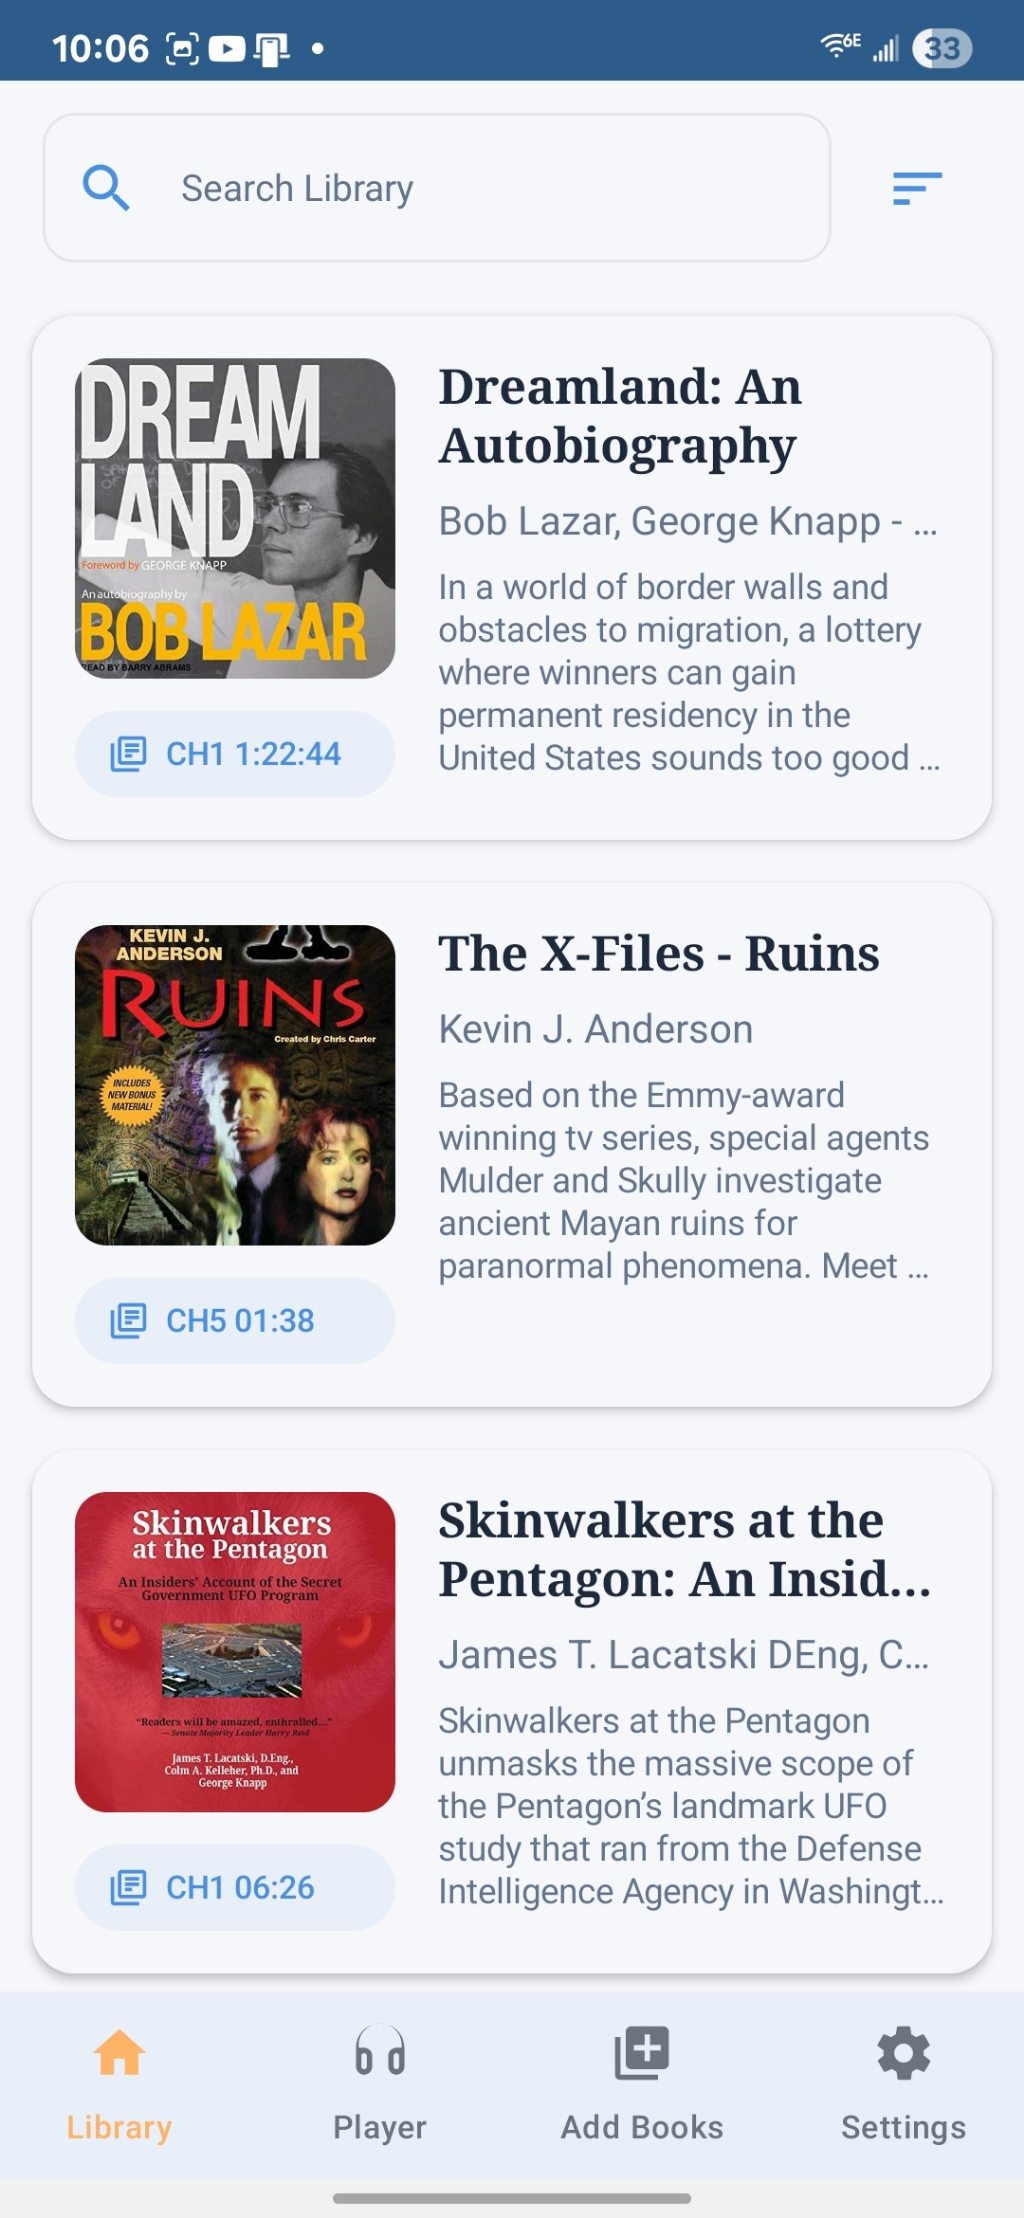 10:06
6E
33
Search Library
DREAM
LAND
Foreword by GEORGE KNAPP
An autobiography by
BOB LAZAR
READ BY BARRY ABRAMS
CH1 1:22:44
Dreamland: An
Autobiography
Bob Lazar, George Knapp - ...
In a world of border walls and
obstacles to migration, a lottery
where winners can gain
permanent residency in the
United States sounds too good ...
KEVIN J.
ANDERSON
RUINS
Created by Chris Carter
INCLUDES
NEW BONUS
MATERIAL!
CH5 01:38
The X-Files - Ruins
Kevin J. Anderson
Based on the Emmy-award
winning tv series, special agents
Mulder and Skully investigate
ancient Mayan ruins for
paranormal phenomena. Meet ...
Skinwalkers
at the Pentagon
An Insiders' Account of the Secret
Government UFO Program
"Readers will be amazed, enthralled..."
— Senate Majority Leader Harry Reid
James T. Lacatski, D.Eng.,
Colm A. Kelleher, Ph.D., and
George Knapp
CH1 06:26
Skinwalkers at the
Pentagon: An Insid...
James T. Lacatski DEng, C...
Skinwalkers at the Pentagon
unmasks the massive scope of
the Pentagon’s landmark UFO
study that ran from the Defense
Intelligence Agency in Washingt...
Library
Player
Add Books
Settings